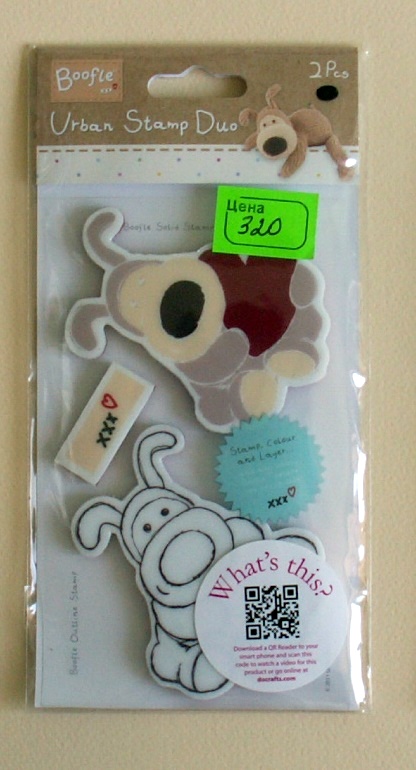 Boofle
xxx
2 Pcs
Urban Stamp Duo
Boofle Solid Stamp
Цена
320
xxx
Stamp, Colour
and Layer
xxx
What's this?
Download a QR Reader to your
smart phone and scan this
code to watch a video for this
product or go online at
docrafts.com
Boofle Outline Stamp